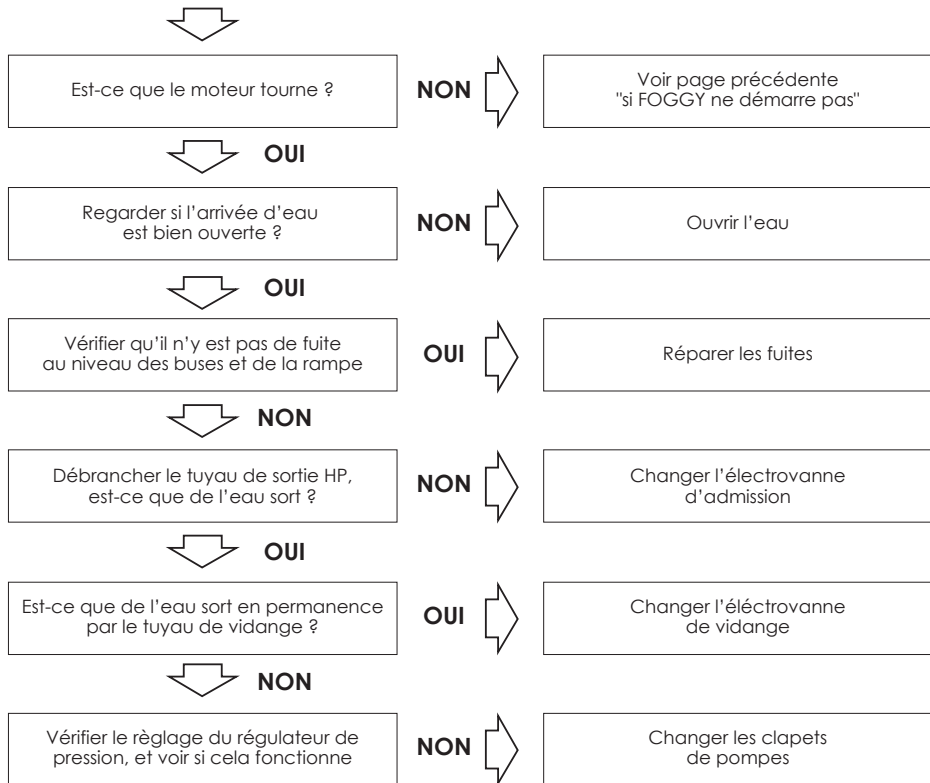 Est-ce que le moteur tourne ?
NON
Voir page précédente
"si FOGGY ne démarre pas"
OUI
Regarder si l'arrivée d'eau
est bien ouverte ?
NON
Ouvrir l'eau
OUI
Vérifier qu'il n'y est pas de fuite
au niveau des buses et de la rampe
OUI
Réparer les fuites
NON
Débrancher le tuyau de sortie HP,
est-ce que de l'eau sort ?
NON
Changer l'électrovanne
d'admission
OUI
Est-ce que de l'eau sort en permanence
par le tuyau de vidange ?
OUI
Changer l'éléctrovanne
de vidange
NON
Vérifier le règlage du régulateur de
pression, et voir si cela fonctionne
NON
Changer les clapets
de pompes